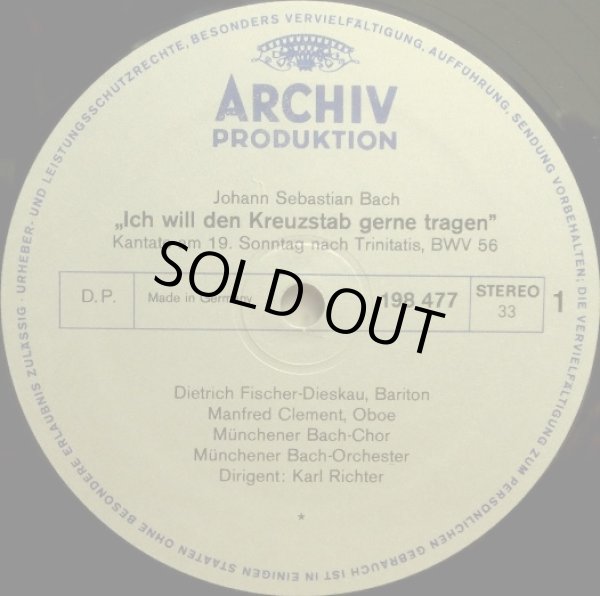 URHEBER- UND LEISTUNGSSCHUTZRECHTE, BESONDERS VERVIELFÄLTIGUNG, AUFFÜHRUNG, SENDUNG VORBEHALTEN; DIE VERVIELFÄLTIGUNG ZUM PERSÖNLICHEN GEBRAUCH IST IN EINIGEN STAATEN OHNE BESONDERE ERLAUBNIS ZULÄSSIG ·
ARCHIV
PRODUKTION
Johann Sebastian Bach
„Ich will den Kreuzstab gerne tragen”
Kantate am 19. Sonntag nach Trinitatis, BWV 56
D.P. Made in Germany 198 477 STEREO 33 1
SOLD OUT
Dietrich Fischer-Dieskau, Bariton
Manfred Clement, Oboe
Münchener Bach-Chor
Münchener Bach-Orchester
Dirigent: Karl Richter
*